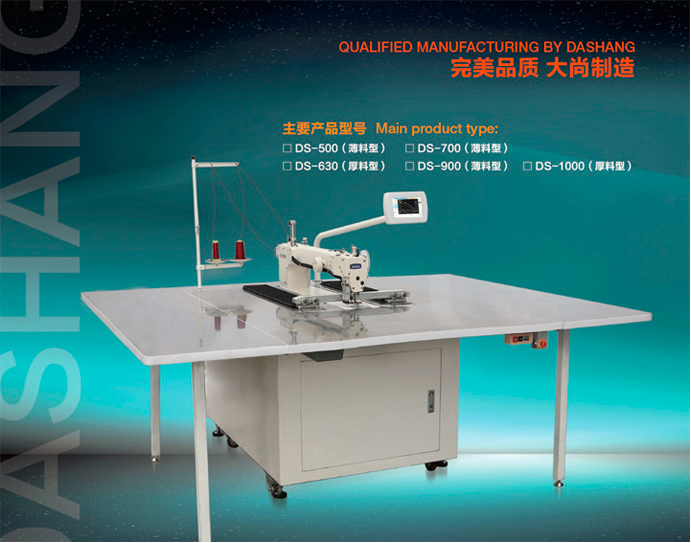 DASHANG
QUALIFIED MANUFACTURING BY DASHANG
完美品质 大尚制造
主要产品型号 Main product type:
□ DS-500（薄料型） □ DS-700（薄料型）
□ DS-630（厚料型） □ DS-900（薄料型） □ DS-1000（厚料型）